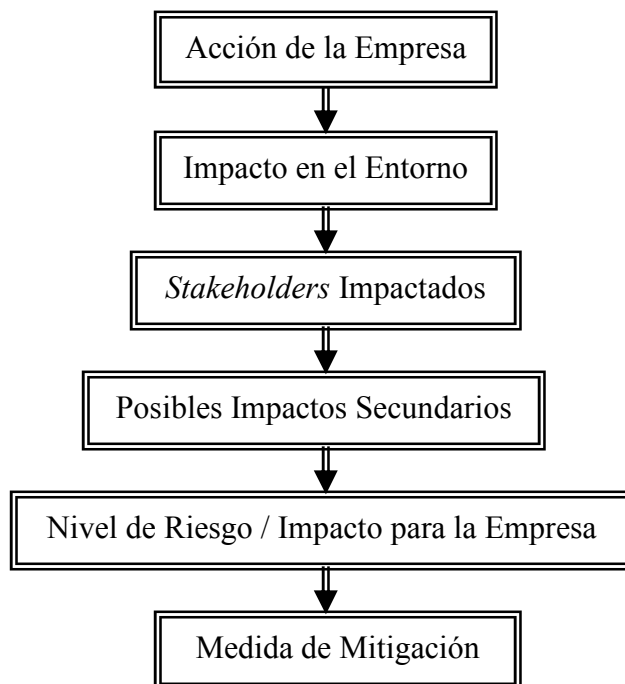 Acción de la Empresa
Impacto en el Entorno
Stakeholders Impactados
Posibles Impactos Secundarios
Nivel de Riesgo / Impacto para la Empresa
Medida de Mitigación